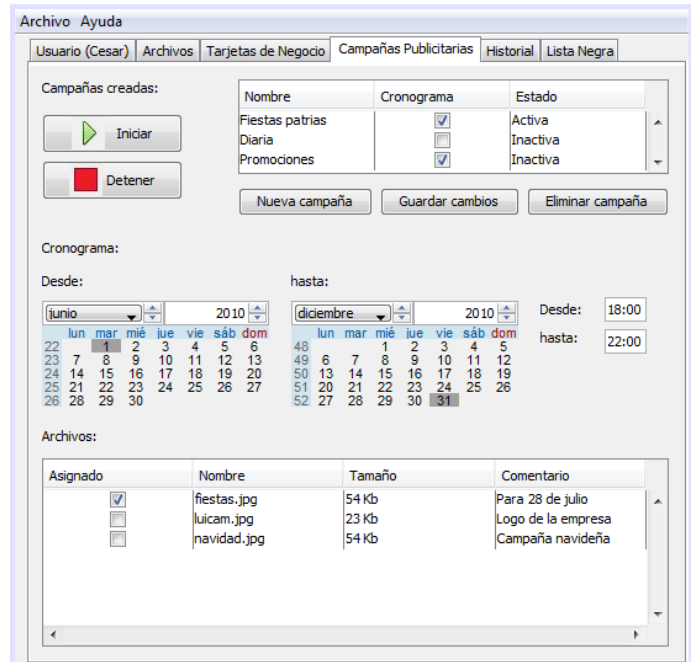 Archivo Ayuda
Usuario (Cesar) Archivos Tarjetas de Negocio Campañas Publicitarias Historial Lista Negra
Campañas creadas:
Iniciar
Detener
Nombre Cronograma Estado
Fiestas patrias Activa
Diaria Inactiva
Promociones Inactiva
Nueva campaña Guardar cambios Eliminar campaña
Cronograma:
Desde: hasta:
junio 2010 diciembre 2010 Desde: 18:00
hasta: 22:00
lun mar mié jue vie sáb dom
22 1 2 3 4 5 6
23 7 8 9 10 11 12 13
24 14 15 16 17 18 19 20
25 21 22 23 24 25 26 27
26 28 29 30
lun mar mié jue vie sáb dom
48 1 2 3 4 5
49 6 7 8 9 10 11 12
50 13 14 15 16 17 18 19
51 20 21 22 23 24 25 26
52 27 28 29 30 31
Archivos:
Asignado Nombre Tamaño Comentario
fiestas.jpg 54 Kb Para 28 de julio
luicam.jpg 23 Kb Logo de la empresa
navidad.jpg 54 Kb Campaña navideña